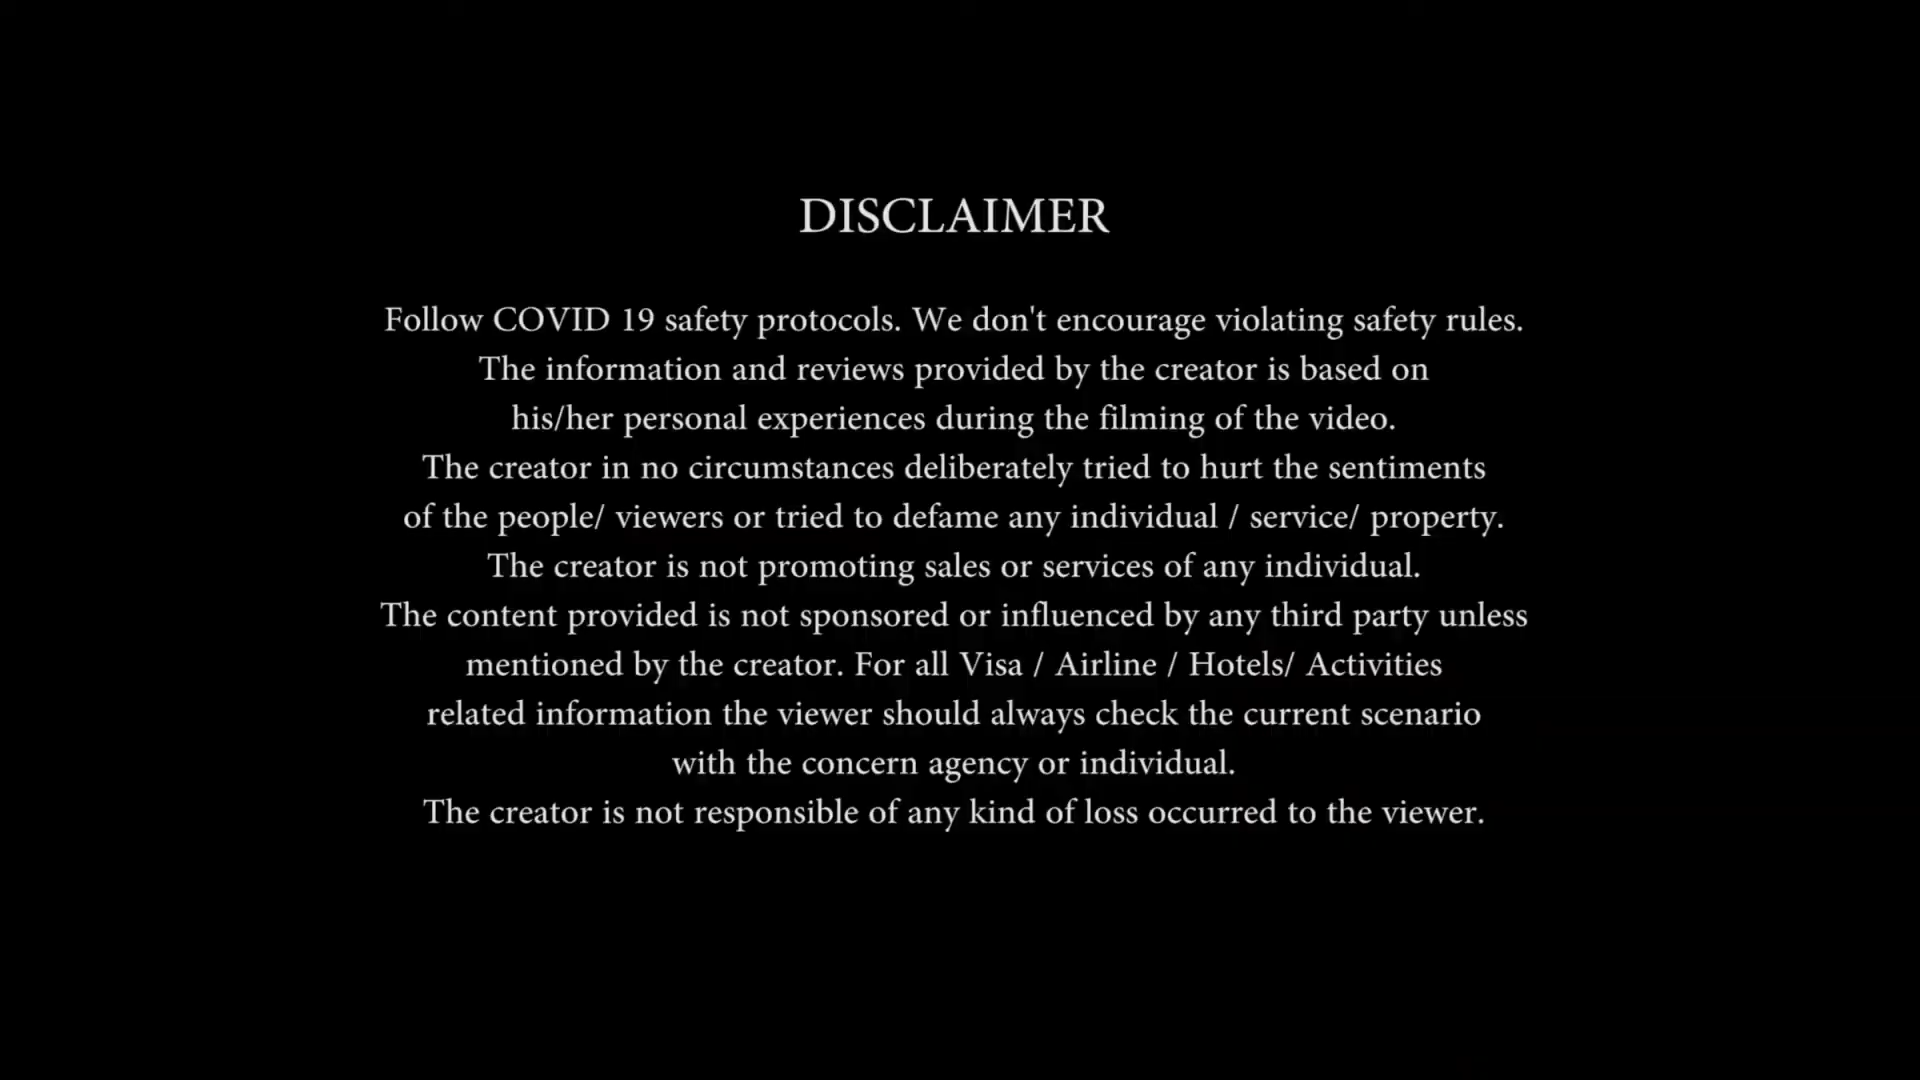 DISCLAIMER
Follow COVID 19 safety protocols. We don't encourage violating safety rules.
The information and reviews provided by the creator is based on
his/her personal experiences during the filming of the video.
The creator in no circumstances deliberately tried to hurt the sentiments
of the people/ viewers or tried to defame any individual / service/ property.
The creator is not promoting sales or services of any individual.
The content provided is not sponsored or influenced by any third party unless
mentioned by the creator. For all Visa / Airline / Hotels/ Activities
related information the viewer should always check the current scenario
with the concern agency or individual.
The creator is not responsible of any kind of loss occurred to the viewer.